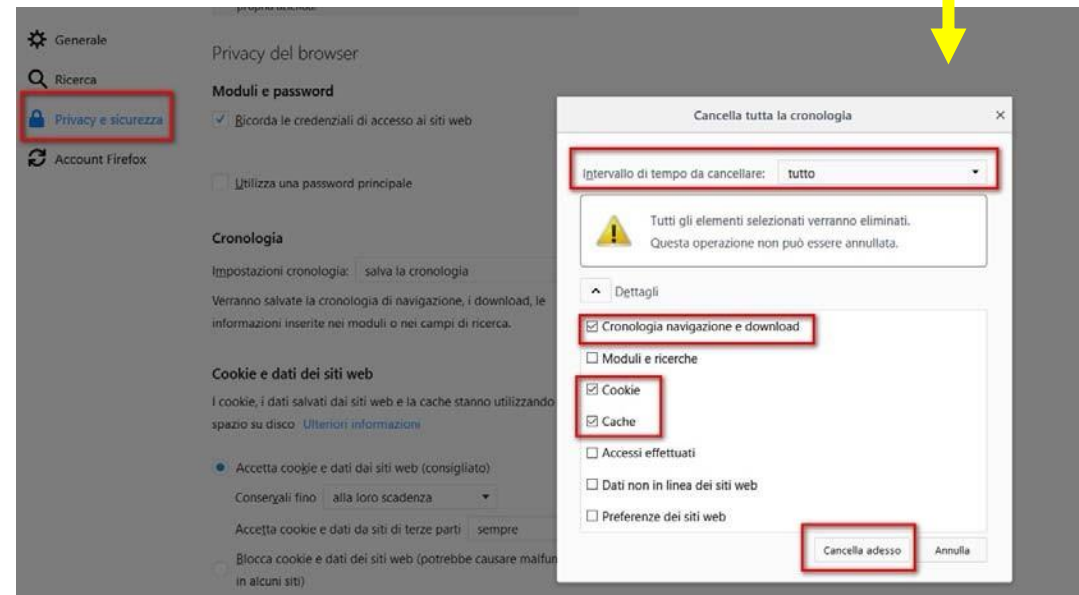 Generale
Ricerca
Privacy e sicurezza
Account Firefox
Privacy del browser
Moduli e password
Ricorda le credenziali di accesso ai siti web
Utilizza una password principale
Cronologia
Impostazioni cronologia: salva la cronologia
Verranno salvate la cronologia di navigazione, i download, le
informazioni inserite nei moduli o nei campi di ricerca.
Cookie e dati dei siti web
I cookie, i dati salvati dai siti web e la cache stanno utilizzando
spazio su disco Ulteriori informazioni
Accetta cookie e dati dai siti web (consigliato)
Conservali fino alla loro scadenza
Accetta cookie e dati da siti di terze parti sempre
Blocca cookie e dati dei siti web (potrebbe causare malfun
in alcuni siti)
Cancella tutta la cronologia
Intervallo di tempo da cancellare: tutto
Tutti gli elementi selezionati verranno eliminati.
Questa operazione non può essere annullata.
Dettagli
Cronologia navigazione e download
Moduli e ricerche
Cookie
Cache
Accessi effettuati
Dati non in linea dei siti web
Preferenze dei siti web
Cancella adesso Annulla